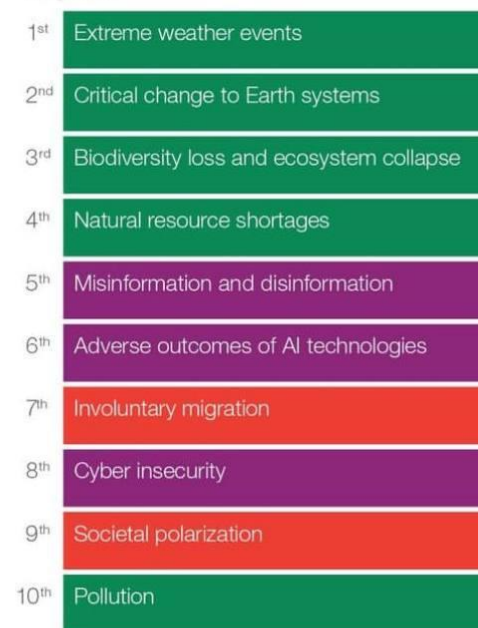 1st Extreme weather events
2nd Critical change to Earth systems
3rd Biodiversity loss and ecosystem collapse
4th Natural resource shortages
5th Misinformation and disinformation
6th Adverse outcomes of AI technologies
7th Involuntary migration
8th Cyber insecurity
9th Societal polarization
10th Pollution